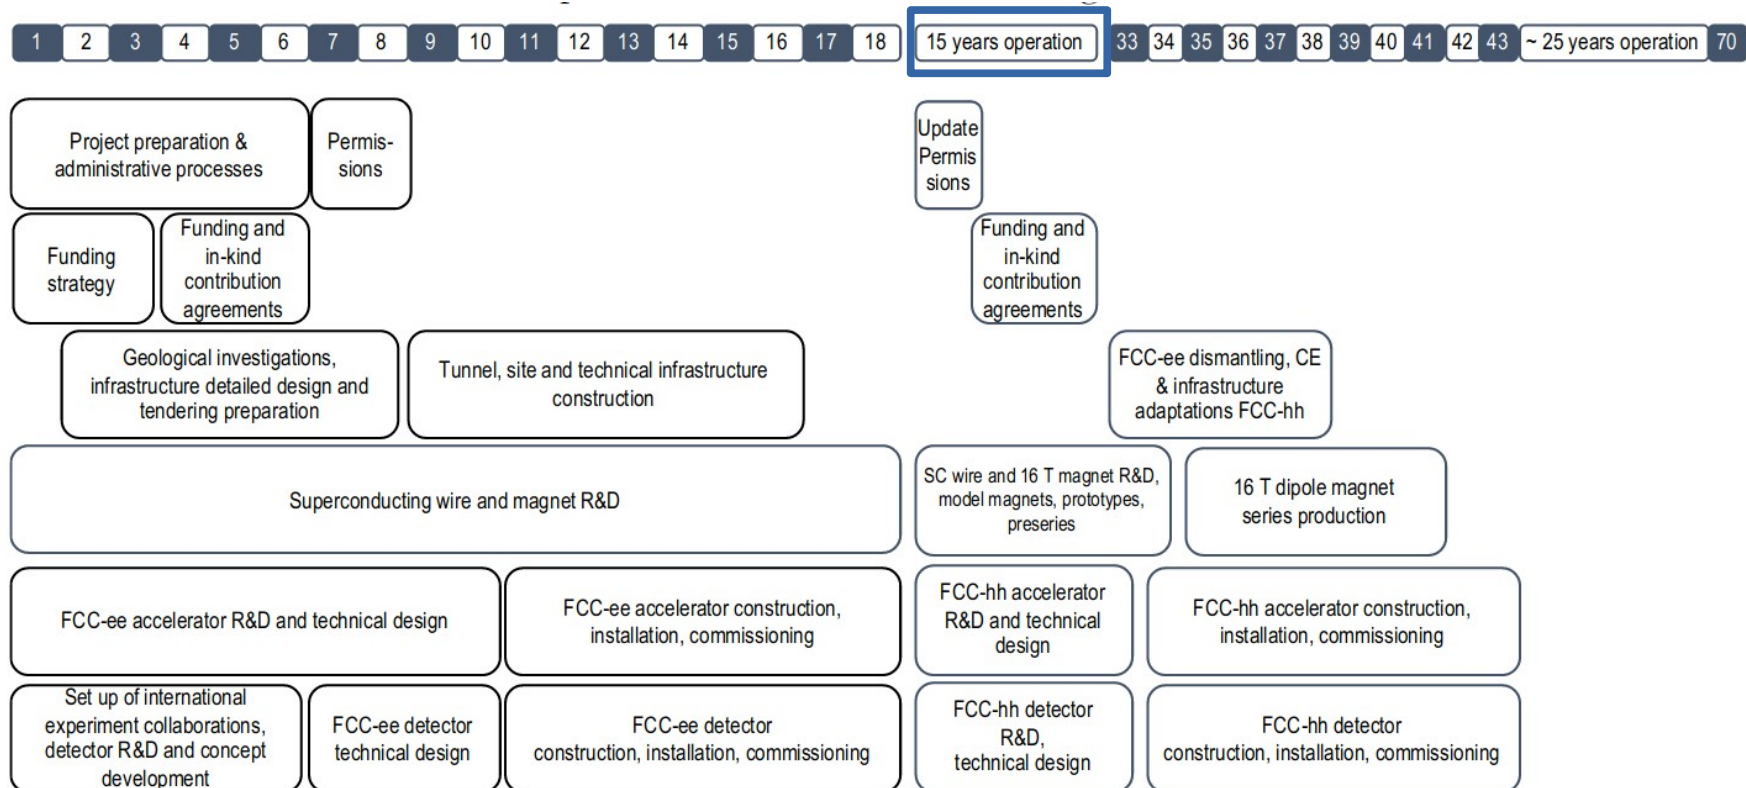 1 2 3 4 5 6 7 8 9 10 11 12 13 14 15 16 17 18 15 years operation 33 34 35 36 37 38 39 40 41 42 43 ~ 25 years operation 70
Project preparation &
administrative processes
Permis-
sions
Update
Permis
sions
Funding
strategy
Funding and
in-kind
contribution
agreements
Funding and
in-kind
contribution
agreements
Geological investigations,
infrastructure detailed design and
tendering preparation
Tunnel, site and technical infrastructure
construction
FCC-ee dismantling, CE
& infrastructure
adaptations FCC-hh
Superconducting wire and magnet R&D
SC wire and 16 T magnet R&D,
model magnets, prototypes,
preseries
16 T dipole magnet
series production
FCC-ee accelerator R&D and technical design
FCC-ee accelerator construction,
installation, commissioning
FCC-hh accelerator
R&D and technical
design
FCC-hh accelerator construction,
installation, commissioning
Set up of international
experiment collaborations,
detector R&D and concept
development
FCC-ee detector
technical design
FCC-ee detector
construction, installation, commissioning
FCC-hh detector
R&D,
technical design
FCC-hh detector
construction, installation, commissioning